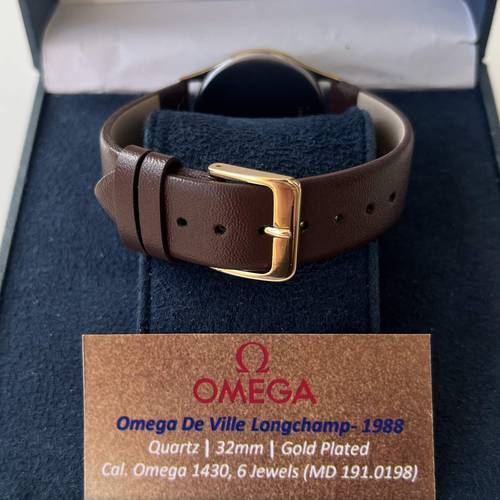 Ω
OMEGA
Omega De Ville Longchamp- 1988
Quartz | 32mm | Gold Plated
Cal. Omega 1430, 6 Jewels (MD 191.0198)